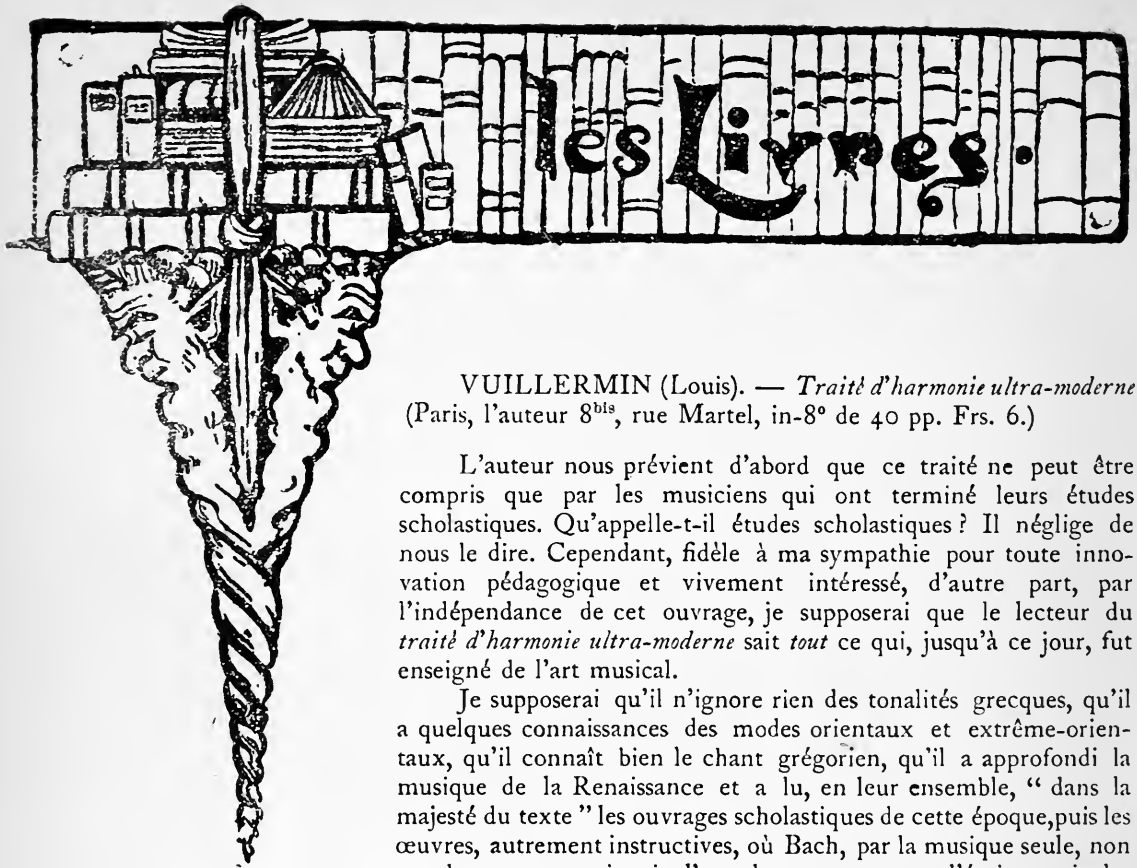 les Livres.
VUILLERMIN (Louis). — Traité d'harmonie ultra-moderne
(Paris, l'auteur 8bis, rue Martel, in-8° de 40 pp. Frs. 6.)
L'auteur nous prévient d'abord que ce traité ne peut être
compris que par les musiciens qui ont terminé leurs études
scholastiques. Qu'appelle-t-il études scholastiques ? Il néglige de
nous le dire. Cependant, fidèle à ma sympathie pour toute inno-
vation pédagogique et vivement intéressé, d'autre part, par
l'indépendance de cet ouvrage, je supposerai que le lecteur du
traité d'harmonie ultra-moderne sait tout ce qui, jusqu'à ce jour, fut
enseigné de l'art musical.
Je supposerai qu'il n'ignore rien des tonalités grecques, qu'il
a quelques connaissances des modes orientaux et extrême-orien-
taux, qu'il connaît bien le chant grégorien, qu'il a approfondi la
musique de la Renaissance et a lu, en leur ensemble, “ dans la
majesté du texte ” les ouvrages scholastiques de cette époque,puis les
œuvres, autrement instructives, où Bach, par la musique seule, non